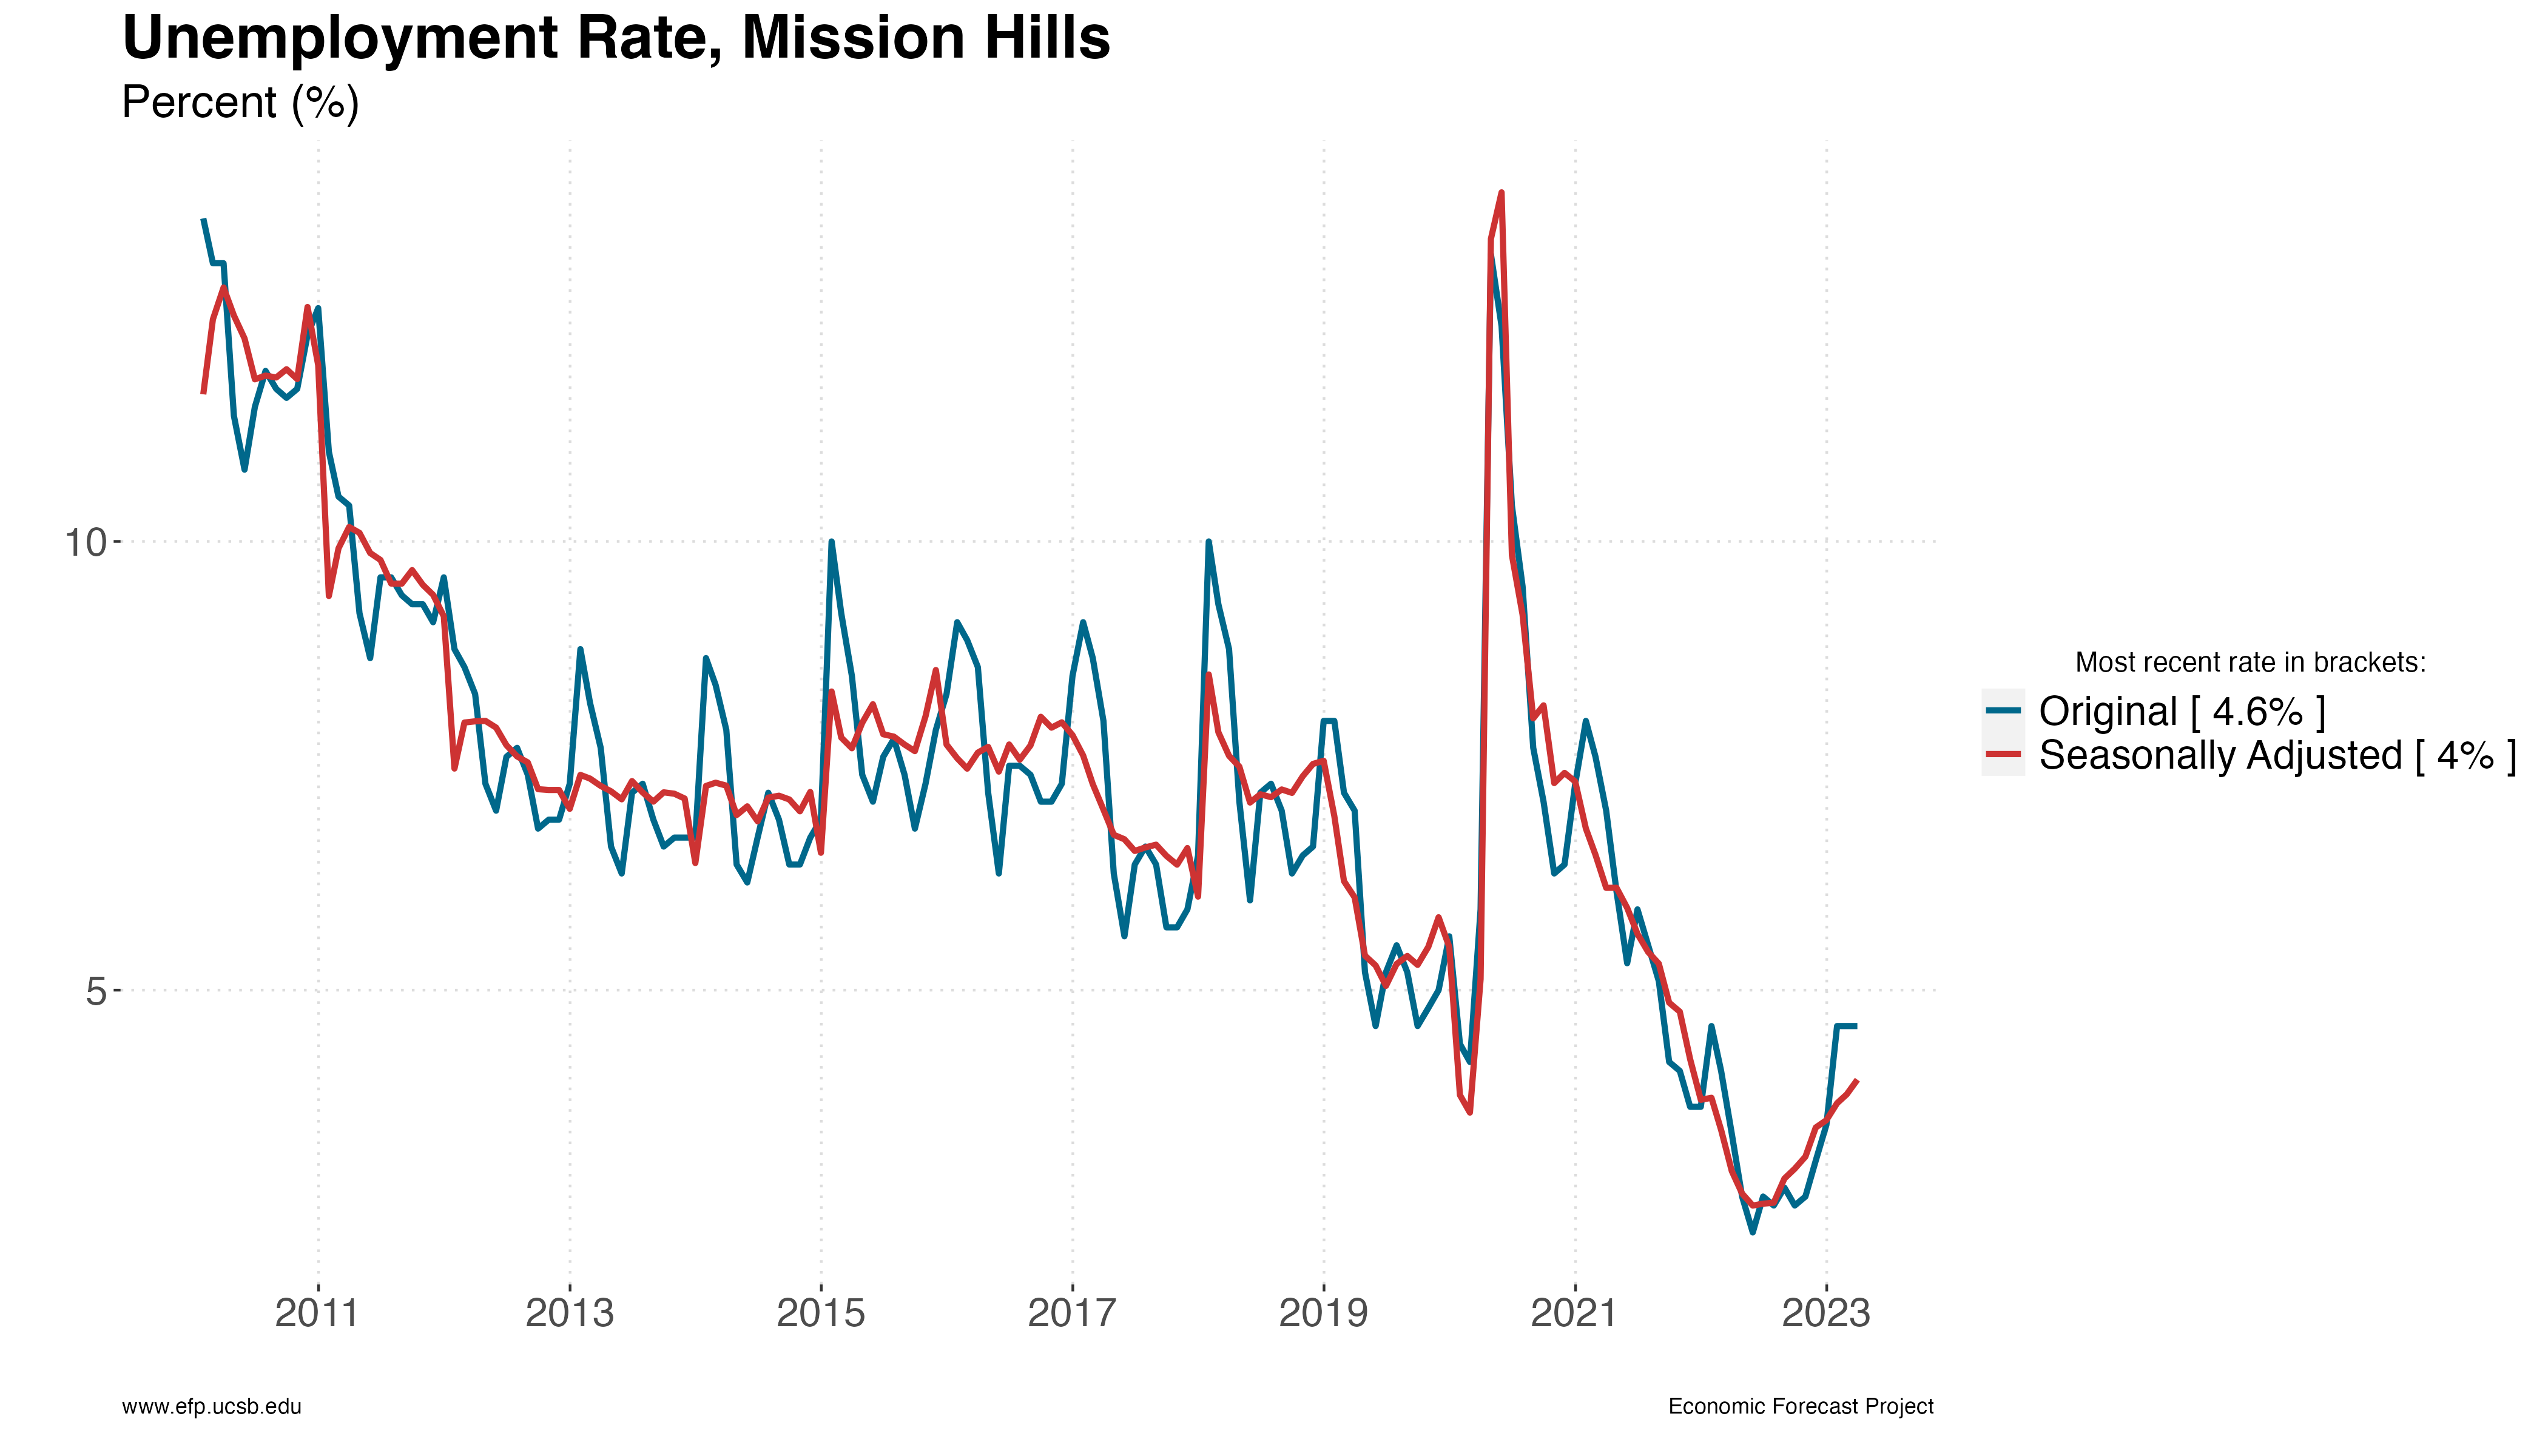 Unemployment Rate, Mission Hills
Percent (%)
10
5
2011 2013 2015 2017 2019 2021 2023
Most recent rate in brackets:
Original [ 4.6% ]
Seasonally Adjusted [ 4% ]
www.efp.ucsb.edu
Economic Forecast Project